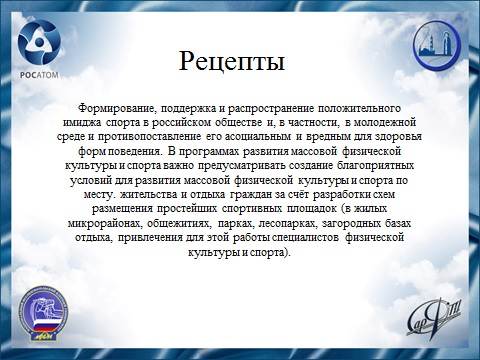 РОСАТОМ
Рецепты
Формирование, поддержка и распространение положительного
имиджа спорта в российском обществе и, в частности, в молодежной
среде и противопоставление его асоциальным и вредным для здоровья
форм поведения. В программах развития массовой физической
культуры и спорта важно предусматривать создание благоприятных
условий для развития массовой физической культуры и спорта по
месту. жительства и отдыха граждан за счёт разработки схем
размещения простейших спортивных площадок (в жилых
микрорайонах, общежитиях, парках, лесопарках, загородных базах
отдыха, привлечения для этой работы специалистов физической
культуры и спорта).
СарФТИ